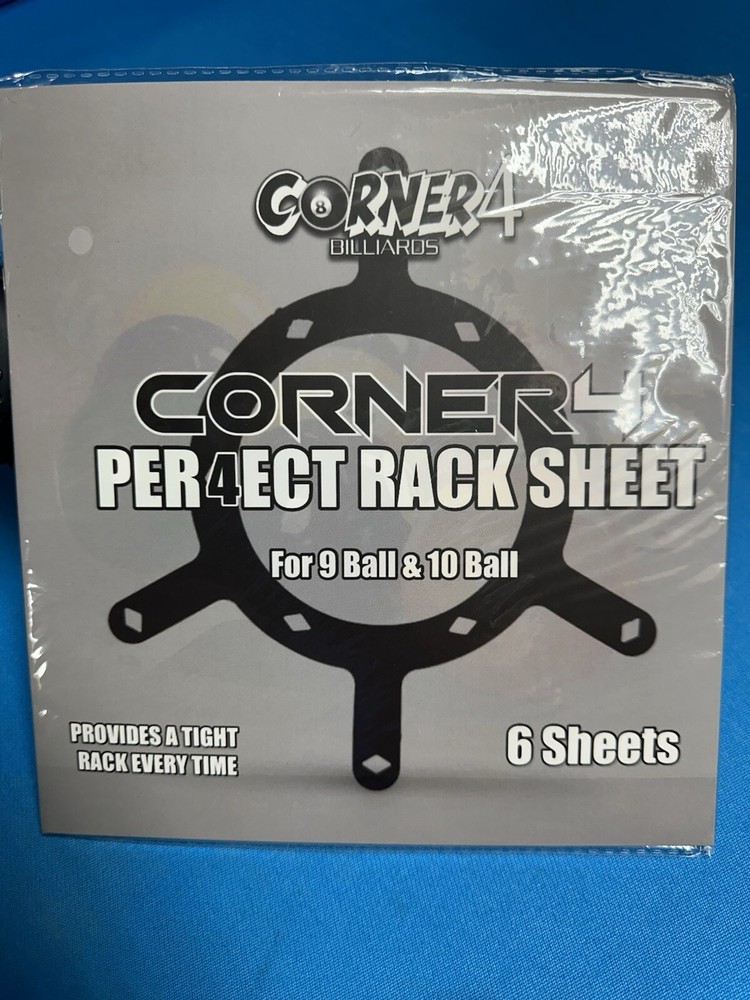 CORNER4
BILLIARDS
CORNER4
PER4ECT RACK SHEET
For 9 Ball & 10 Ball
PROVIDES A TIGHT
RACK EVERY TIME
6 Sheets